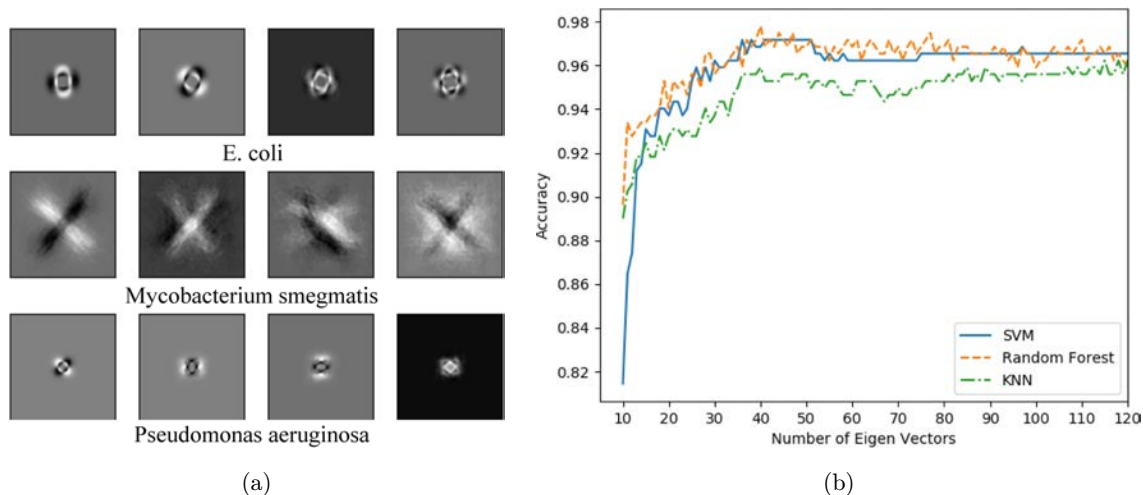 E. coli
Mycobacterium smegmatis
Pseudomonas aeruginosa
(a)
0.98
0.96
0.94
0.92
0.90
0.88
0.86
0.84
0.82
Accuracy
SVM
Random Forest
KNN
10 20 30 40 50 60 70 80 90 100 110 120
Number of Eigen Vectors
(b)